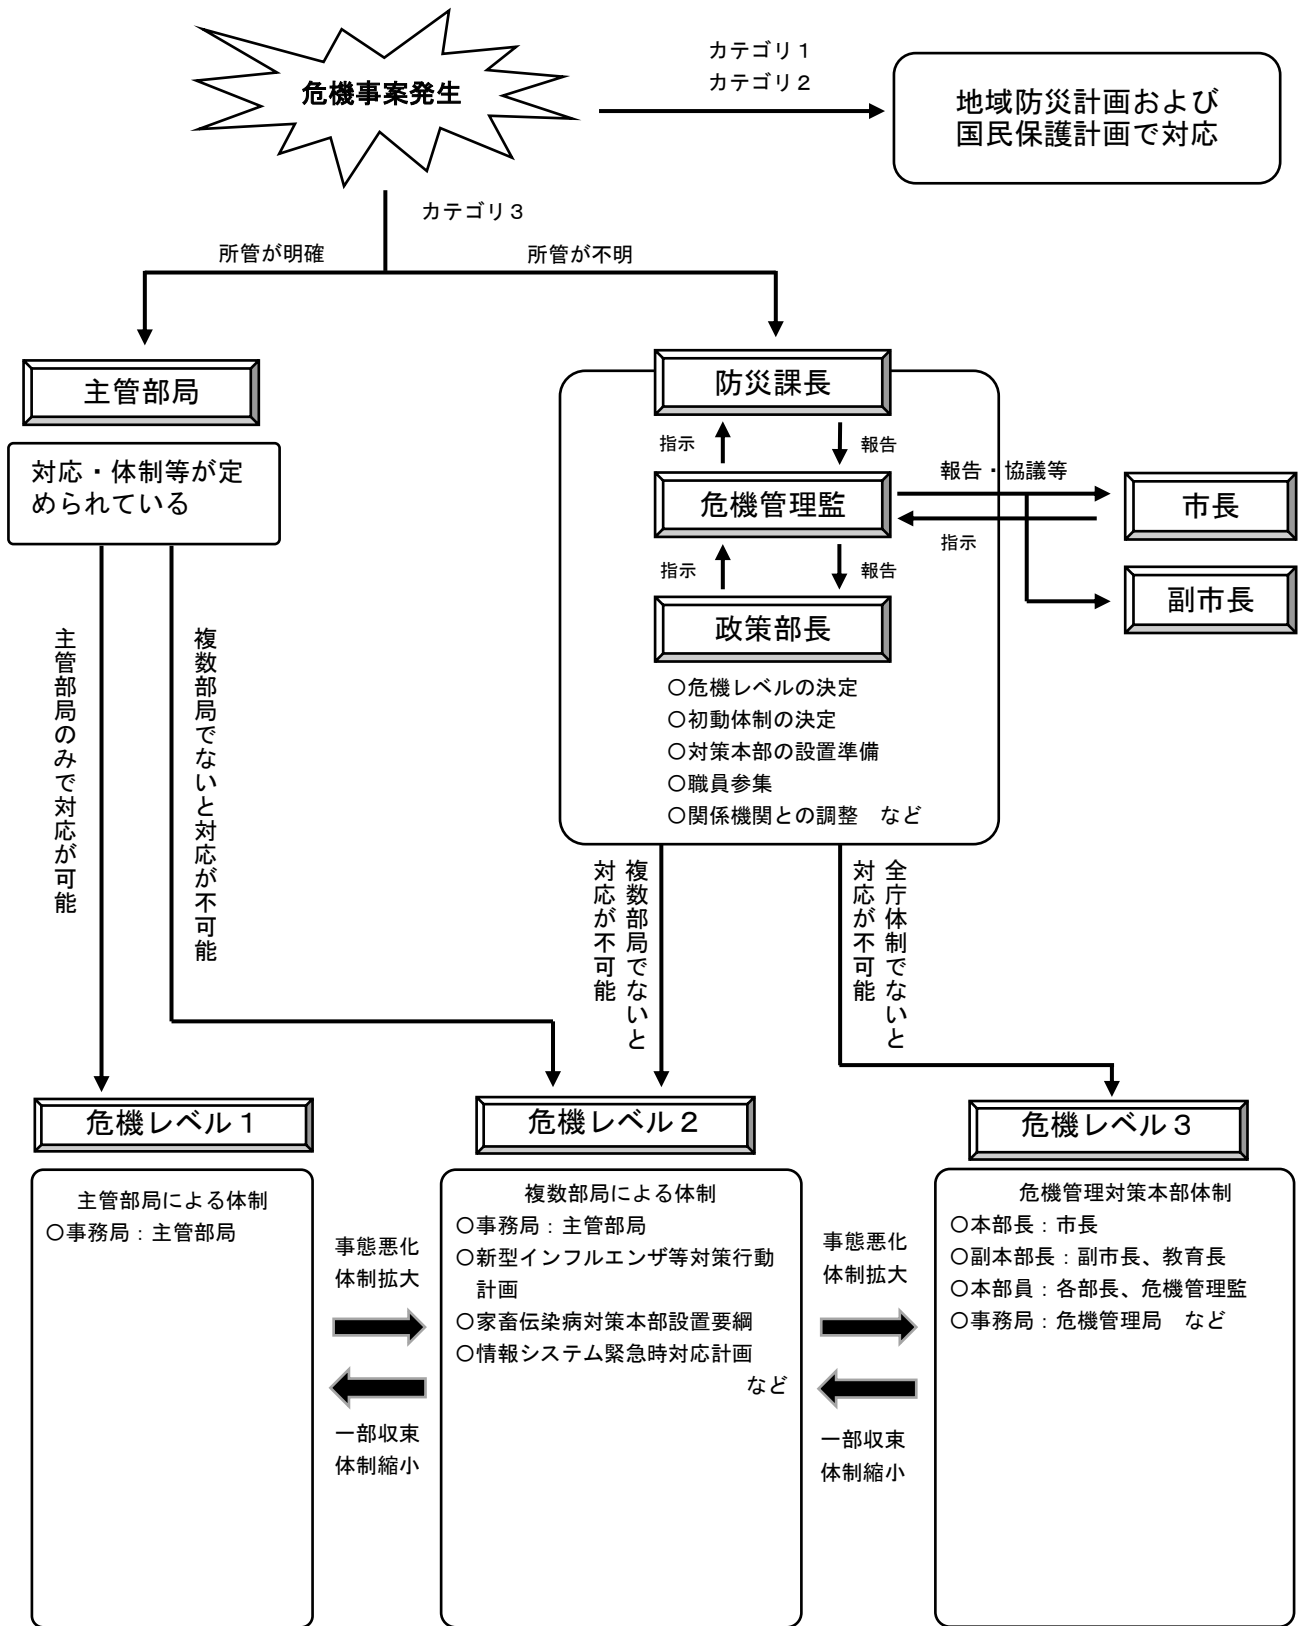 危機事案発生
カテゴリ１
カテゴリ２
地域防災計画および
国民保護計画で対応
カテゴリ３
所管が明確
所管が不明
主管部局
対応・体制等が定
められている
防災課長
指示
報告
危機管理監
報告・協議等
指示
市長
副市長
指示
報告
政策部長
○危機レベルの決定
○初動体制の決定
○対策本部の設置準備
○職員参集
○関係機関との調整　など
主管部局のみで対応が可能
複数部局でないと対応が不可能
複数部局でないと
対応が不可能
全庁体制でないと
対応が不可能
危機レベル１
主管部局による体制
○事務局：主管部局
事態悪化
体制拡大
一部収束
体制縮小
危機レベル２
複数部局による体制
○事務局：主管部局
○新型インフルエンザ等対策行動
計画
○家畜伝染病対策本部設置要綱
○情報システム緊急時対応計画
など
事態悪化
体制拡大
一部収束
体制縮小
危機レベル３
危機管理対策本部体制
○本部長：市長
○副本部長：副市長、教育長
○本部員：各部長、危機管理監
○事務局：危機管理局　など